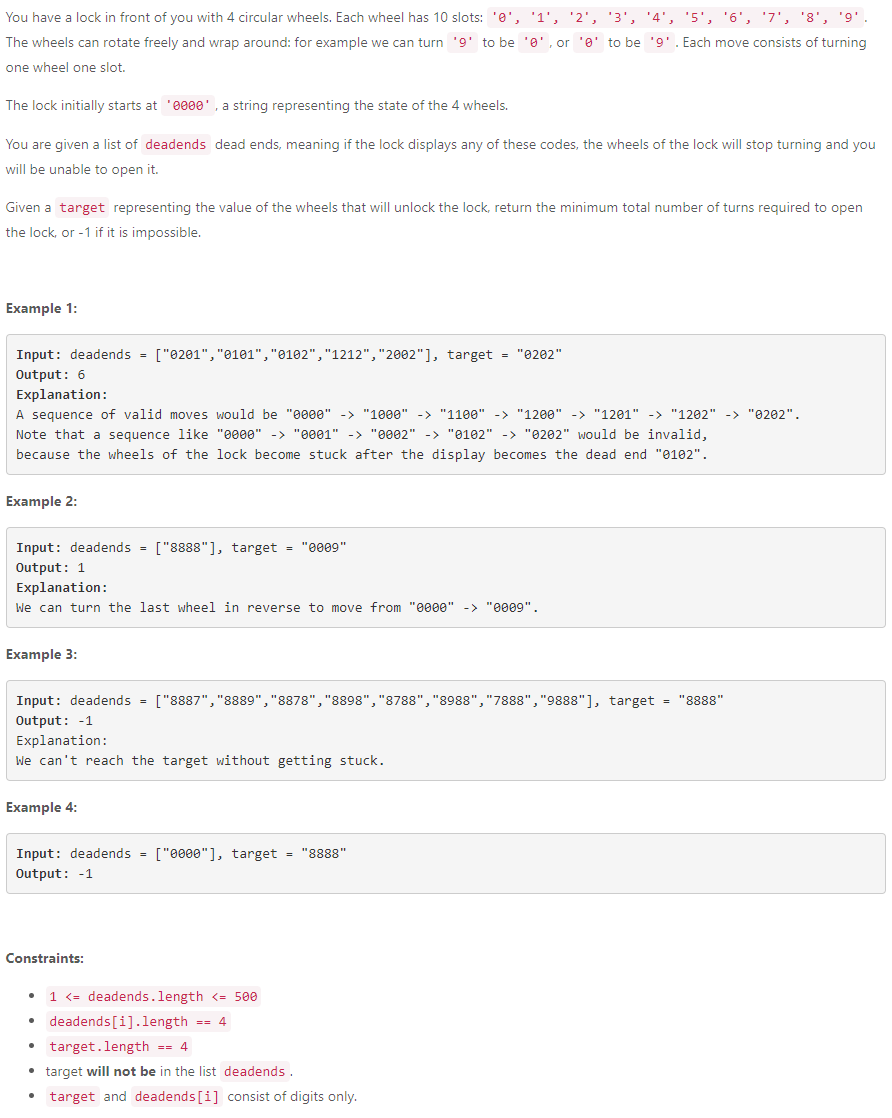 You have a lock in front of you with 4 circular wheels. Each wheel has 10 slots: '0', '1', '2', '3', '4', '5', '6', '7', '8', '9'.
The wheels can rotate freely and wrap around: for example we can turn '9' to be '0', or '0' to be '9'. Each move consists of turning
one wheel one slot.
The lock initially starts at '0000', a string representing the state of the 4 wheels.
You are given a list of deadends dead ends, meaning if the lock displays any of these codes, the wheels of the lock will stop turning and you
will be unable to open it.
Given a target representing the value of the wheels that will unlock the lock, return the minimum total number of turns required to open
the lock, or -1 if it is impossible.
Example 1:
Input: deadends = ["0201","0101","0102","1212","2002"], target = "0202"
Output: 6
Explanation:
A sequence of valid moves would be "0000" -> "1000" -> "1100" -> "1200" -> "1201" -> "1202" -> "0202".
Note that a sequence like "0000" -> "0001" -> "0002" -> "0102" -> "0202" would be invalid,
because the wheels of the lock become stuck after the display becomes the dead end "0102".
Example 2:
Input: deadends = ["8888"], target = "0009"
Output: 1
Explanation:
We can turn the last wheel in reverse to move from "0000" -> "0009".
Example 3:
Input: deadends = ["8887","8889","8878","8898","8788","8988","7888","9888"], target = "8888"
Output: -1
Explanation:
We can't reach the target without getting stuck.
Example 4:
Input: deadends = ["0000"], target = "8888"
Output: -1
Constraints:
• 1 <= deadends.length <= 500
• deadends[i].length == 4
• target.length == 4
• target will not be in the list deadends.
• target and deadends[i] consist of digits only.